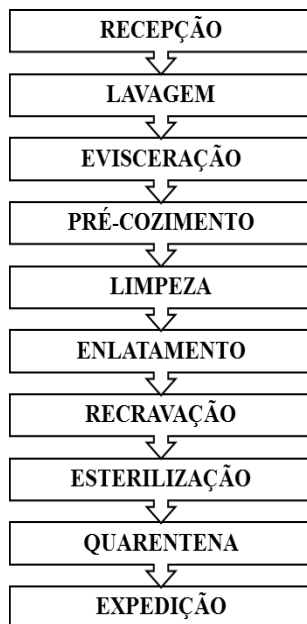 RECEPÇÃO
LAVAGEM
EVISCERAÇÃO
PRÉ-COZIMENTO
LIMPEZA
ENLATAMENTO
RECRAVAÇÃO
ESTERILIZAÇÃO
QUARENTENA
EXPEDIÇÃO